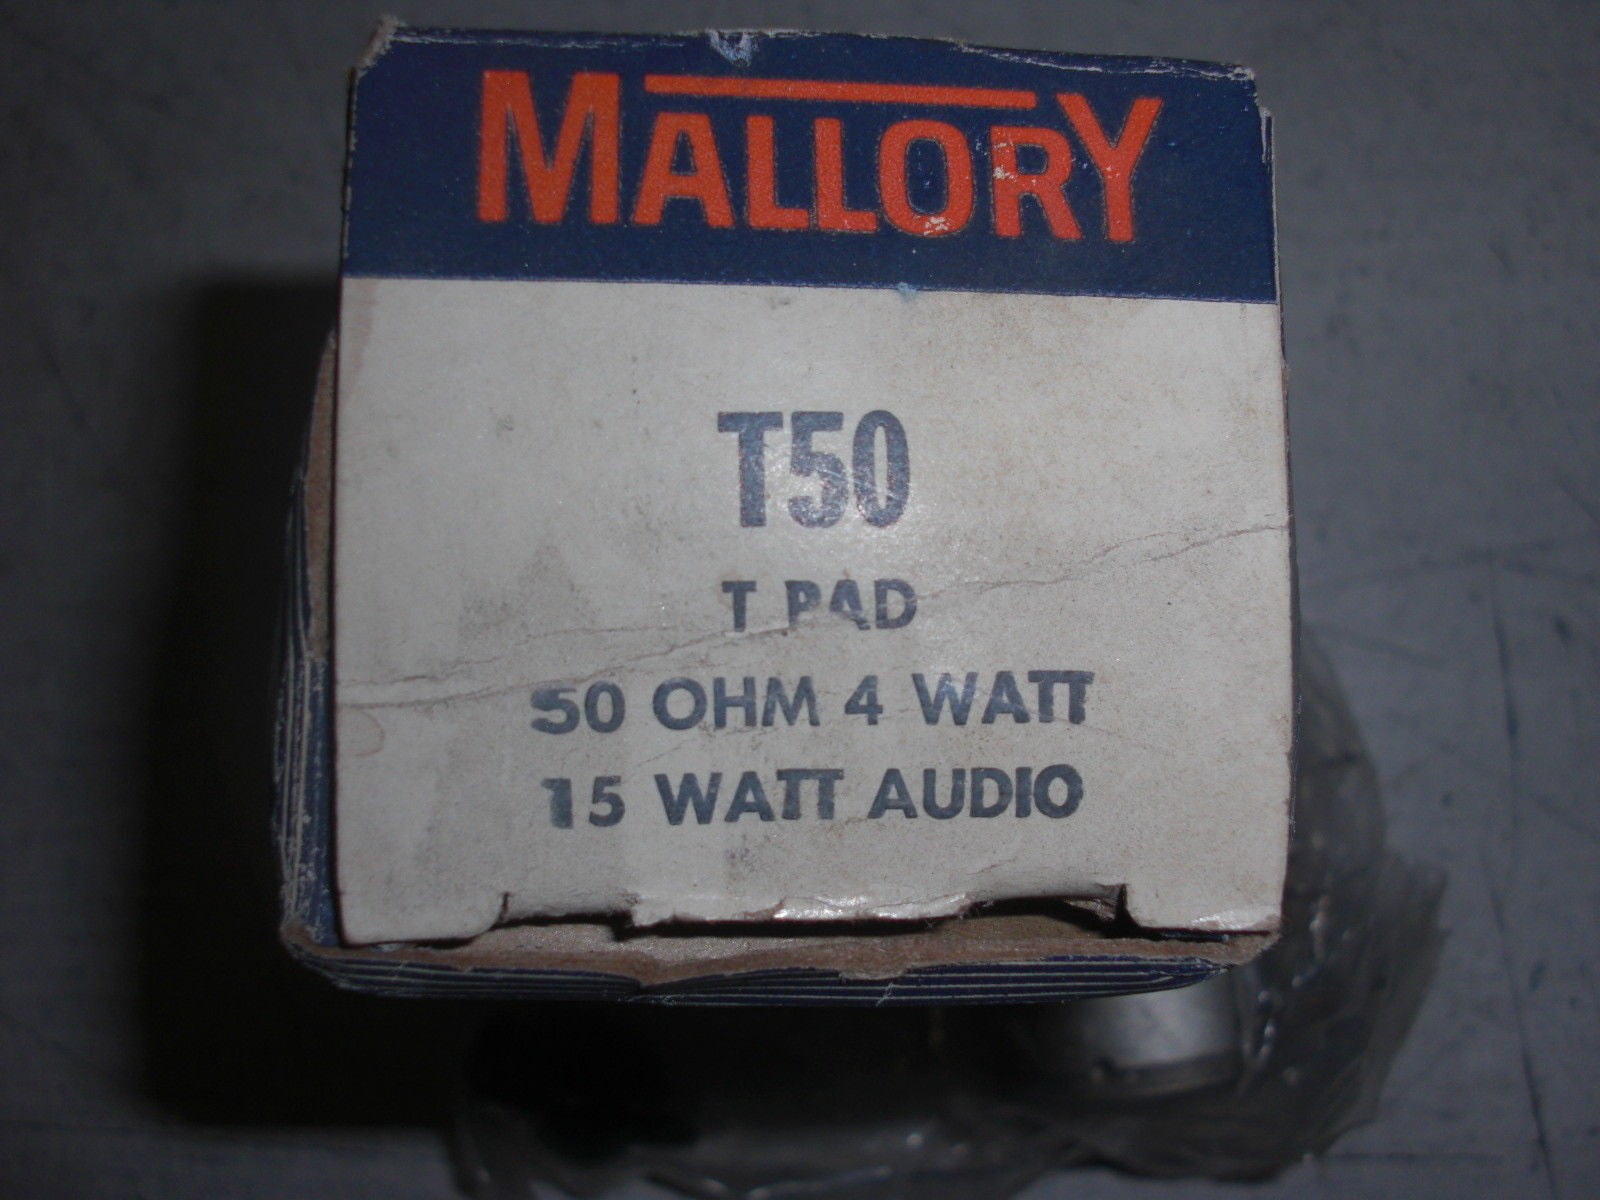 MALLORY
T50
T PAD
50 OHM 4 WATT
15 WATT AUDIO